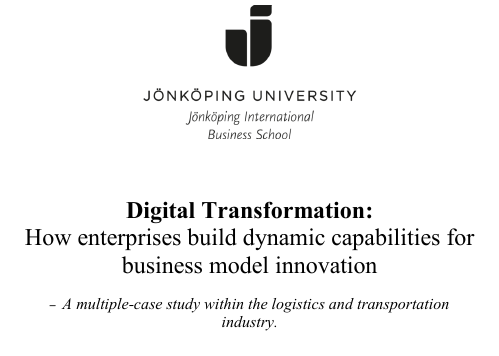 JÖNKÖPING UNIVERSITY
Jönköping International
Business School
Digital Transformation:
How enterprises build dynamic capabilities for
business model innovation
– A multiple-case study within the logistics and transportation
industry.